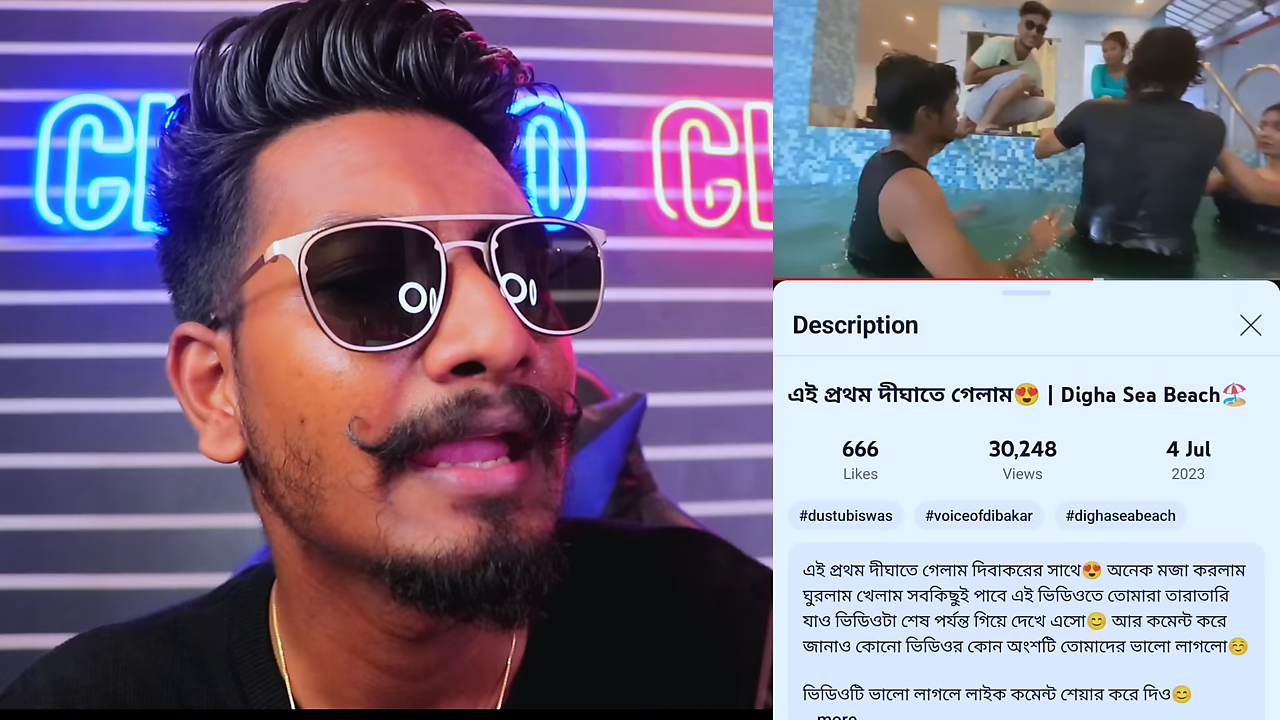 Description
এই প্রথম দীঘাতে গেলাম😍 | Digha Sea Beach🏖️
666
Likes
30,248
Views
4 Jul
2023
#dustubiswas
#voiceofdibakar
#dighaseabeach
এই প্রথম দীঘাতে গেলাম দিবাকরের সাথে😍 অনেক মজা করলাম
ঘুরলাম খেলাম সবকিছুই পাবে এই ভিডিওতে তোমারা তারাতারি
যাও ভিডিওটা শেষ পর্যন্ত গিয়ে দেখে এসো😊 আর কমেন্ট করে
জানাও কোনো ভিডিওর কোন অংশটি তোমাদের ভালো লাগলো☺️
ভিডিওটি ভালো লাগলে লাইক কমেন্ট শেয়ার করে দিও😊
...more